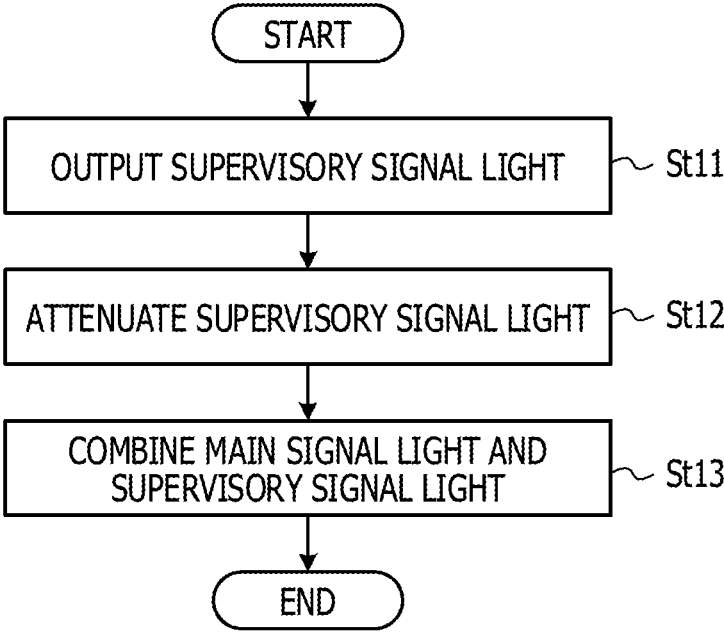 START
OUTPUT SUPERVISORY SIGNAL LIGHT
St11
ATTENUATE SUPERVISORY SIGNAL LIGHT
St12
COMBINE MAIN SIGNAL LIGHT AND
SUPERVISORY SIGNAL LIGHT
St13
END